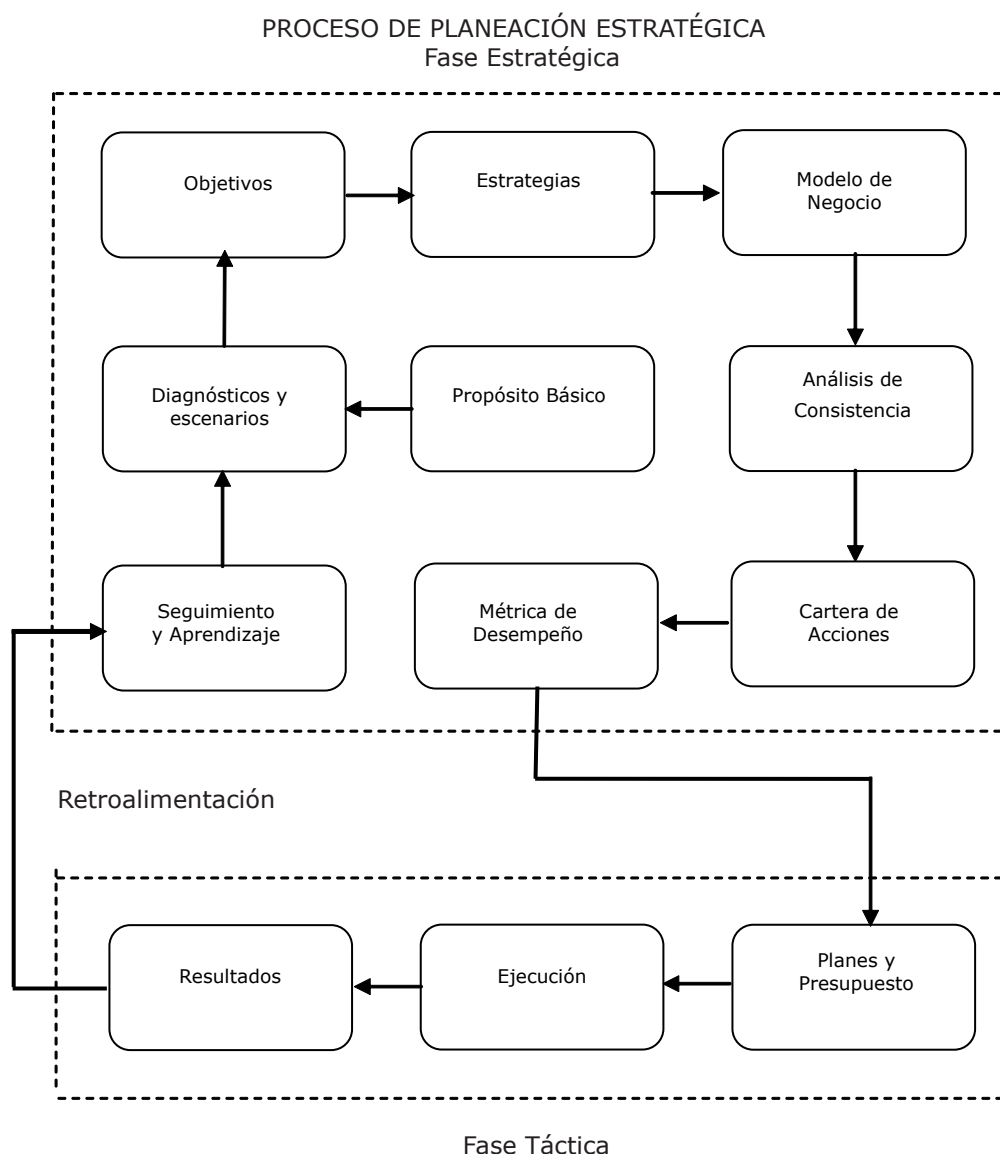 PROCESO DE PLANEACIÓN ESTRATÉGICA
Fase Estratégica
Objetivos
Estrategias
Modelo de
Negocio
Diagnósticos y
escenarios
Propósito Básico
Análisis de
Consistencia
Seguimiento
y Aprendizaje
Métrica de
Desempeño
Cartera de
Acciones
Retroalimentación
Resultados
Ejecución
Planes y
Presupuesto
Fase Táctica